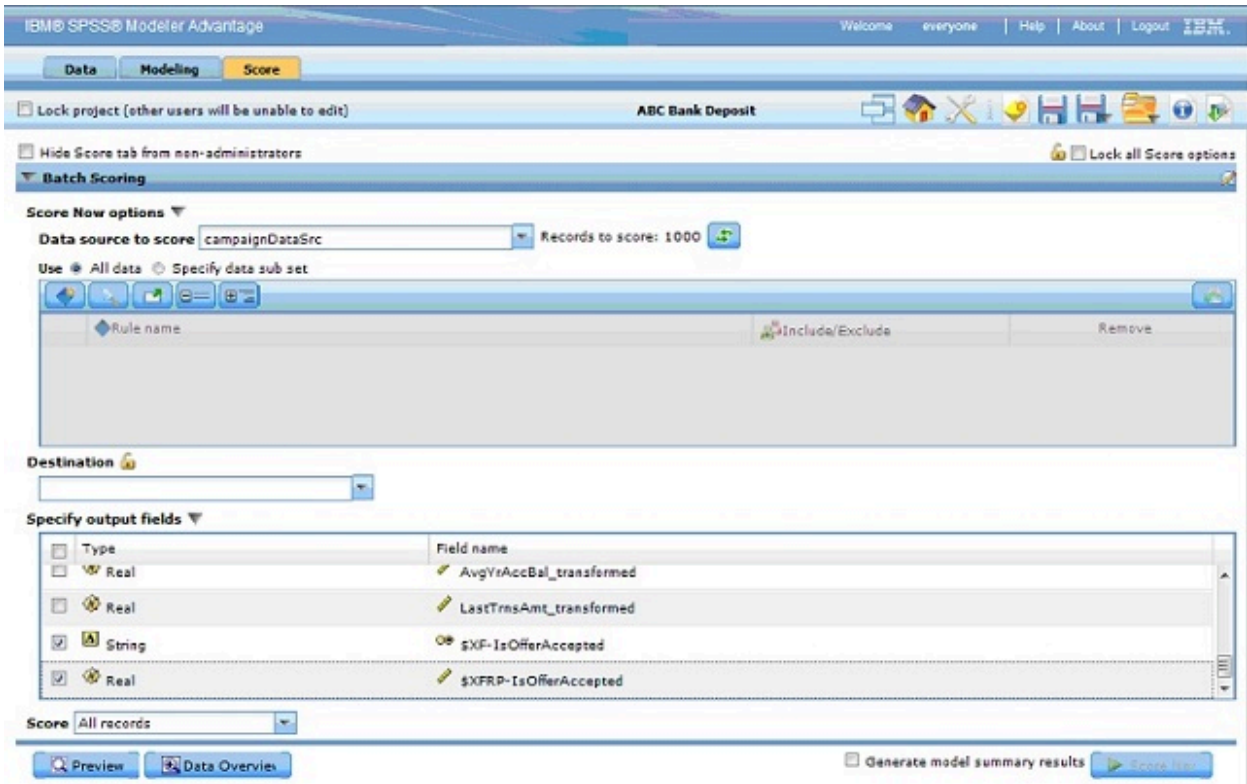 IBM® SPSS® Modeler Advantage Welcome everyone | Help | About | Logout IBM.
Data Modeling Score
Lock project (other users will be unable to edit) ABC Bank Deposit
Hide Score tab from non-administrators Lock all Score options
Batch Scoring
Score Now options
Data source to score campaignDataSrc Records to score: 1000
Use All data Specify data sub set
Rule name Include/Exclude Remove
Destination
Specify output fields
Type Field name
Real AvgYrAccBal_transformed
Real LastTrnsAmt_transformed
String $XF-IsOfferAccepted
Real $XFRP-IsOfferAccepted
Score All records
Preview Data Overview Generate model summary results Score Now